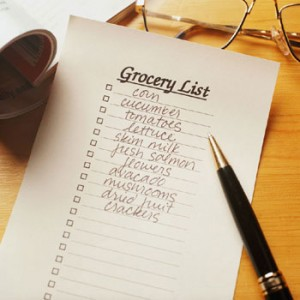 Grocery List
corn
cucumber
tomatoes
lettuce
skim milk
fresh salmon
flowers
avacado
mushrooms
dried fruit
crackers